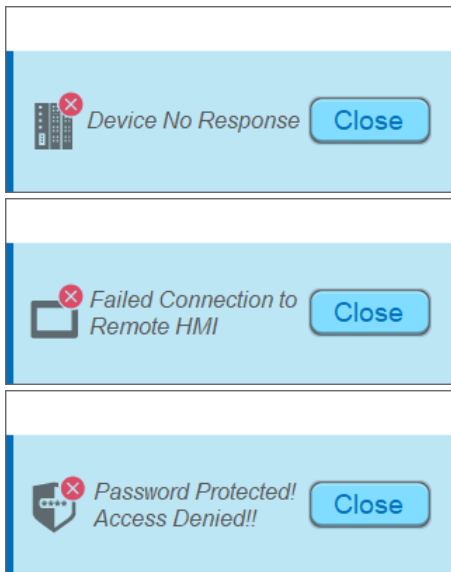 Device No Response
Close
Failed Connection to
Remote HMI
Close
****
Password Protected!
Access Denied!!
Close